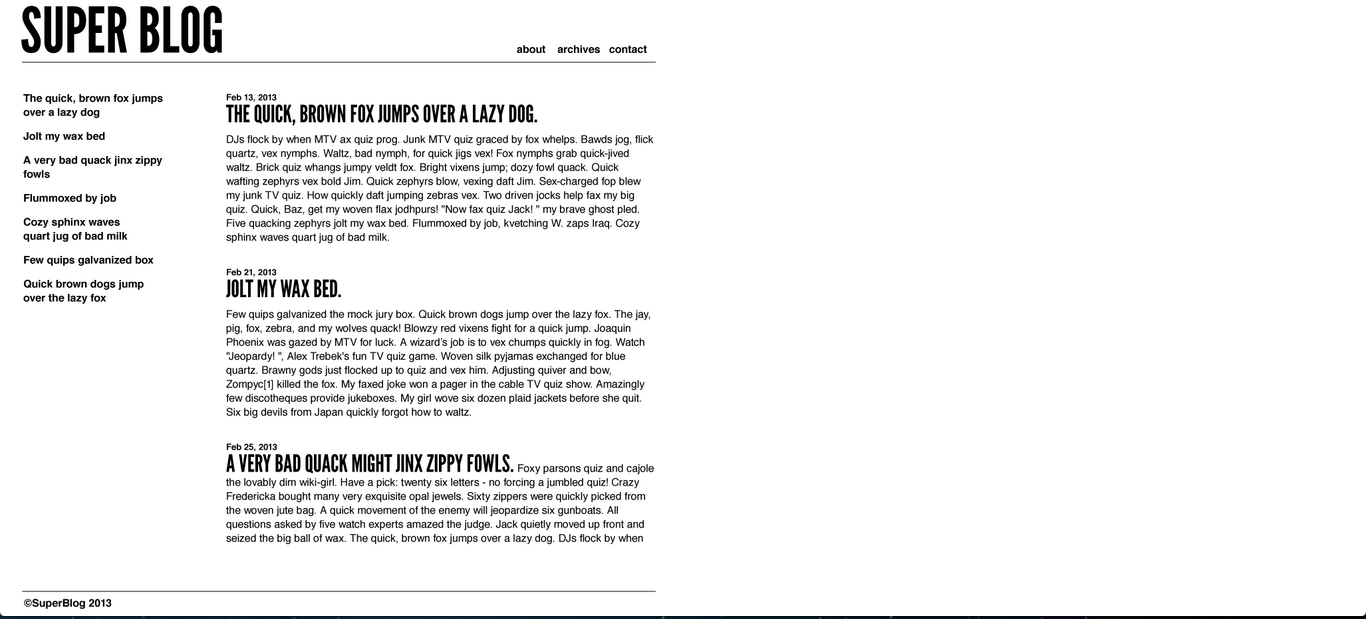 SUPER BLOG
about archives contact
The quick, brown fox jumps
over a lazy dog
Jolt my wax bed
A very bad quack jinx zippy
fowls
Flummoxed by job
Cozy sphinx waves
quart jug of bad milk
Few quips galvanized box
Quick brown dogs jump
over the lazy fox
Feb 13, 2013
THE QUICK, BROWN FOX JUMPS OVER A LAZY DOG.
DJs flock by when MTV ax quiz prog. Junk MTV quiz graced by fox whelps. Bawds jog, flick
quartz, vex nymphs. Waltz, bad nymph, for quick jigs vex! Fox nymphs grab quick-jived
waltz. Brick quiz whangs jumpy veldt fox. Bright vixens jump; dozy fowl quack. Quick
wafting zephyrs vex bold Jim. Quick zephyrs blow, vexing daft Jim. Sex-charged fop blew
my junk TV quiz. How quickly daft jumping zebras vex. Two driven jocks help fax my big
quiz. Quick, Baz, get my woven flax jodhpurs! "Now fax quiz Jack! " my brave ghost pled.
Five quacking zephyrs jolt my wax bed. Flummoxed by job, kvetching W. zaps Iraq. Cozy
sphinx waves quart jug of bad milk.
Feb 21, 2013
JOLT MY WAX BED.
Few quips galvanized the mock jury box. Quick brown dogs jump over the lazy fox. The jay,
pig, fox, zebra, and my wolves quack! Blowzy red vixens fight for a quick jump. Joaquin
Phoenix was gazed by MTV for luck. A wizard's job is to vex chumps quickly in fog. Watch
"Jeopardy! ", Alex Trebek's fun TV quiz game. Woven silk pyjamas exchanged for blue
quartz. Brawny gods just flocked up to quiz and vex him. Adjusting quiver and bow,
Zompyc[1] killed the fox. My faxed joke won a pager in the cable TV quiz show. Amazingly
few discotheques provide jukeboxes. My girl wove six dozen plaid jackets before she quit.
Six big devils from Japan quickly forgot how to waltz.
Feb 25, 2013
A VERY BAD QUACK MIGHT JINX ZIPPY FOWLS. Foxy parsons quiz and cajole
the lovably dim wiki-girl. Have a pick: twenty six letters - no forcing a jumbled quiz! Crazy
Fredericka bought many very exquisite opal jewels. Sixty zippers were quickly picked from
the woven jute bag. A quick movement of the enemy will jeopardize six gunboats. All
questions asked by five watch experts amazed the judge. Jack quietly moved up front and
seized the big ball of wax. The quick, brown fox jumps over a lazy dog. DJs flock by when
©SuperBlog 2013